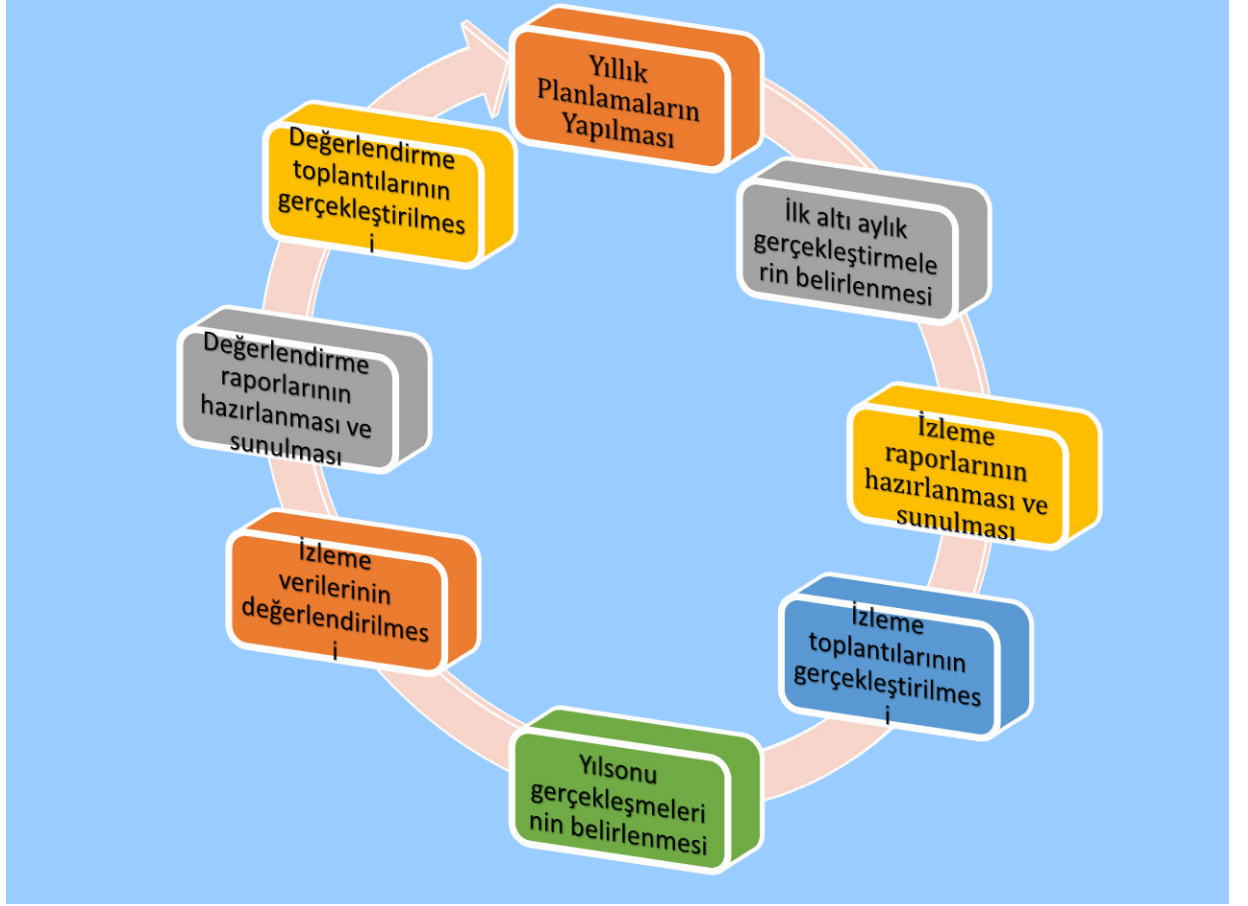 Yıllık
Planlamaların
Yapılması
İlk altı aylık
gerçekleştirmele
rin belirlenmesi
İzleme
raporlarının
hazırlanması ve
sunulması
İzleme
toplantılarının
gerçekleştirilmes
i
Yılsonu
gerçekleşmeleri
nin belirlenmesi
İzleme
verilerinin
değerlendirilmes
i
Değerlendirme
raporlarının
hazırlanması ve
sunulması
Değerlendirme
toplantılarının
gerçekleştirilmes
i